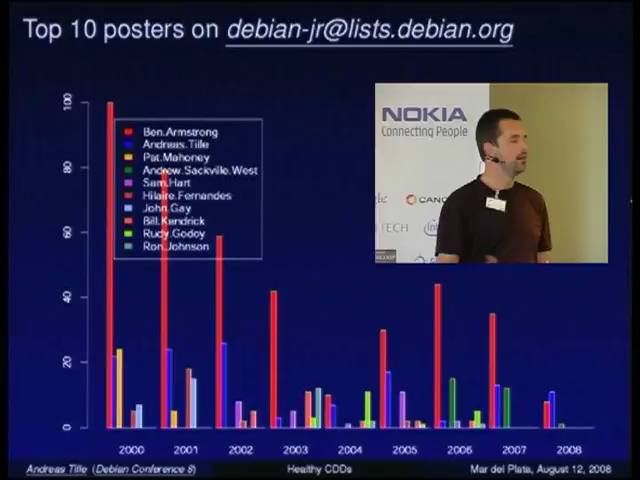 Top 10 posters on debian-jr@lists.debian.org
NOKIA
Connecting People
Ben.Armstrong
Andreas.Tille
Pat.Mahoney
Andrew.Sackville.West
Sam.Hart
Hilaire.Fernandes
John.Gay
Bill.Kendrick
Rudy.Godoy
Ron.Johnson
100
80
60
40
20
0
2000 2001 2002 2003 2004 2005 2006 2007 2008
Andreas Tille (Debian Conference 8) Healthy CDDs Mar del Plata, August 12, 2008